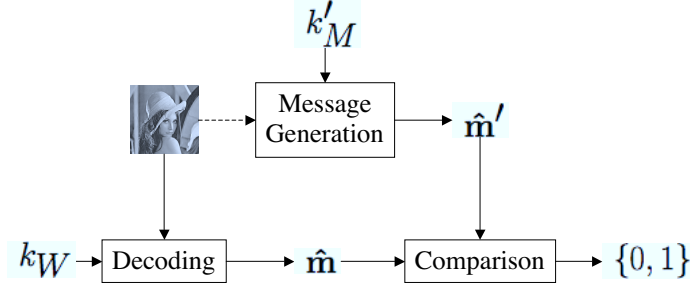 k′_M
Message
Generation
m̂′
k_W
Decoding
m̂
Comparison
{0, 1}